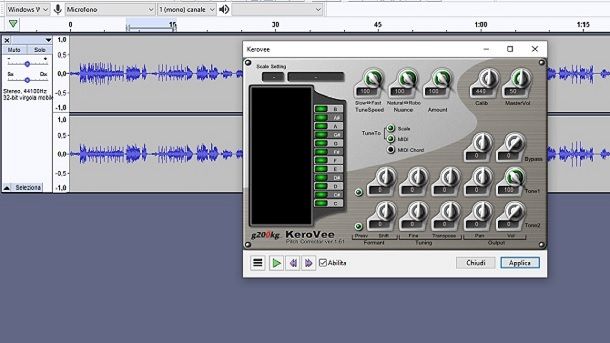 Windows W
Microfono
1 (mono) canale
15
30
45
1:00
1:15
Muto
Solo
Sx
Dx
Stereo, 44100Hz
32-bit virgola mobile
Seleziona
1,0
0,5
0,0
-0,5
-1,0
1,0
0,5
0,0
-0,5
-1,0
Kerovee
Scale Setting
100
100
100
440
50
Slow⇔Fast
Natural⇔Robo
TuneSpeed
Nuance
Amount
Calib
MasterVol
TuneTo
Scale
MIDI
MIDI Chord
B
A#
A
G#
G
F#
F
E
D#
D
C#
C
0
0
Bypass
0
0
0
0
100
Tone1
0
0
0
0
0
Tone2
Presv
Shift
Fine
Transpose
Pan
Vol
Formant
Tuning
Output
g200kg
KeroVee
Pitch Corrector Ver.1.61
Abilita
Chiudi
Applica